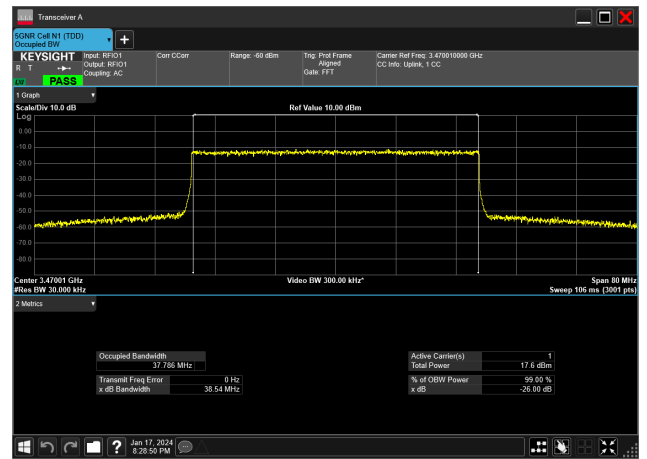 Transceiver A
5GNR Cell N1 (TDD)
Occupied BW
KEYSIGHT
R T
LW
PASS
Input: RFIO1
Output: RFIO1
Coupling: AC
Corr CCorr
Range: -60 dBm
Trig: Prot Frame
Aligned
Gate: FFT
Carrier Ref Freq: 3.470010000 GHz
CC Info: Uplink, 1 CC
1 Graph
Scale/Div 10.0 dB
Ref Value 10.00 dBm
Log
0.00
-10.0
-20.0
-30.0
-40.0
-50.0
-60.0
-70.0
-80.0
Center 3.47001 GHz
Video BW 300.00 kHz*
Span 80 MHz
#Res BW 30.000 kHz
Sweep 106 ms (3001 pts)
2 Metrics
Occupied Bandwidth
37.786 MHz
Transmit Freq Error 0 Hz
x dB Bandwidth 38.54 MHz
Active Carrier(s) 1
Total Power 17.6 dBm
% of OBW Power 99.00 %
x dB -26.00 dB
Jan 17, 2024
8:28:50 PM